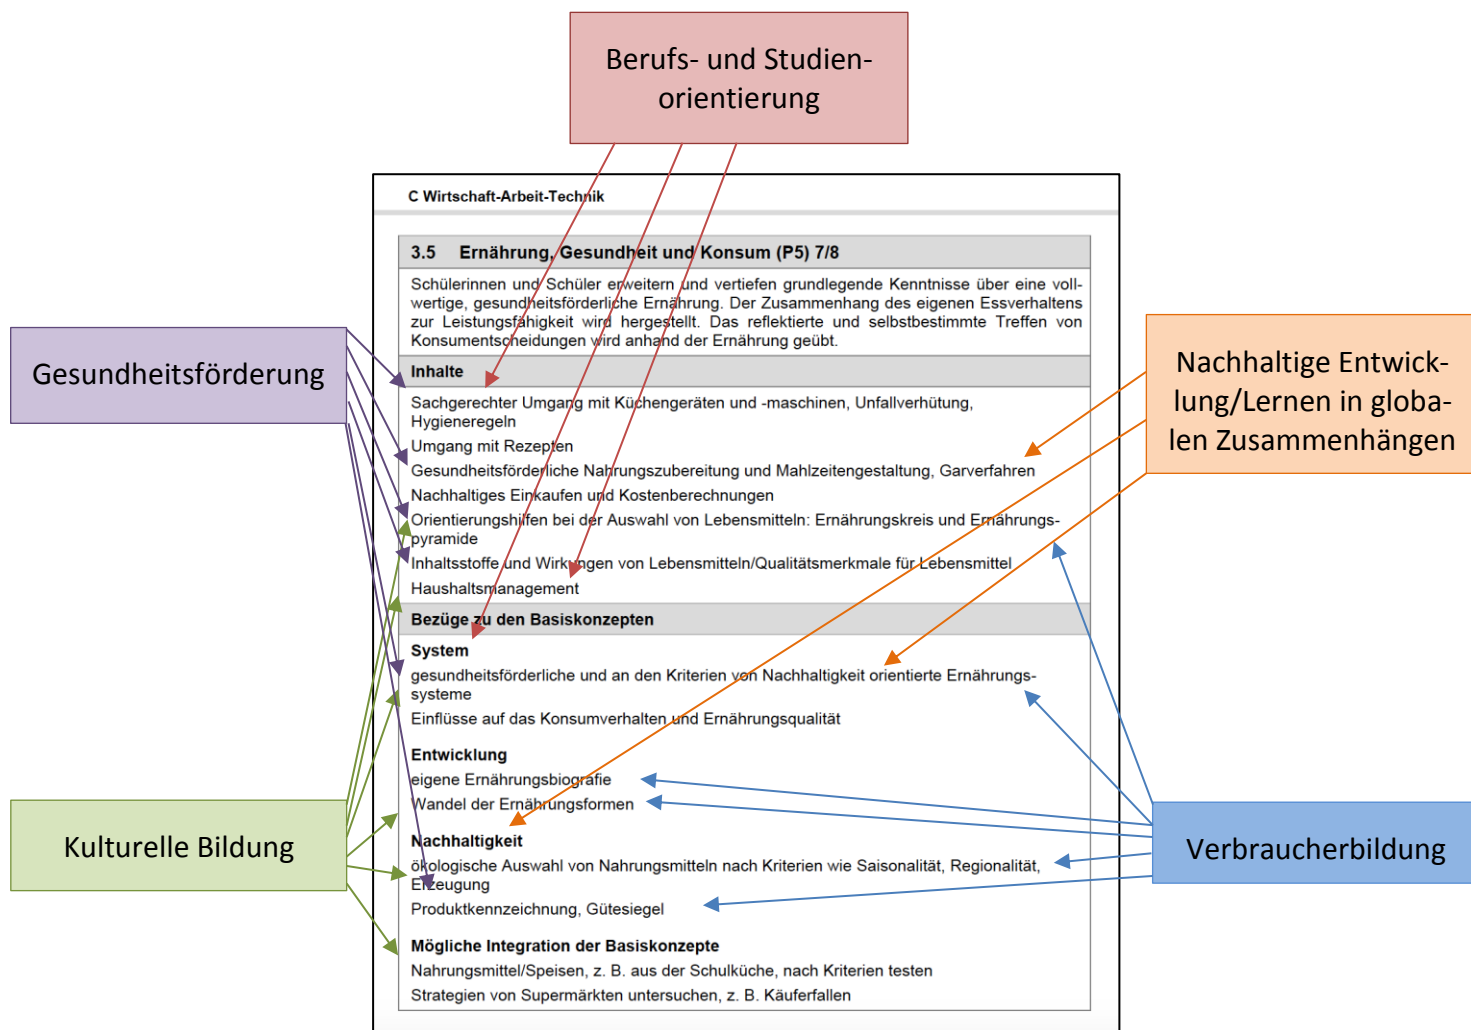 Berufs- und Studien-
orientierung
C Wirtschaft-Arbeit-Technik
3.5 Ernährung, Gesundheit und Konsum (P5) 7/8
Schülerinnen und Schüler erweitern und vertiefen grundlegende Kenntnisse über eine voll-
wertige, gesundheitsförderliche Ernährung. Der Zusammenhang des eigenen Essverhaltens
zur Leistungsfähigkeit wird hergestellt. Das reflektierte und selbstbestimmte Treffen von
Konsumentscheidungen wird anhand der Ernährung geübt.
Inhalte
Sachgerechter Umgang mit Küchengeräten und -maschinen, Unfallverhütung,
Hygieneregeln
Umgang mit Rezepten
Gesundheitsförderliche Nahrungszubereitung und Mahlzeitengestaltung, Garverfahren
Nachhaltiges Einkaufen und Kostenberechnungen
Orientierungshilfen bei der Auswahl von Lebensmitteln: Ernährungskreis und Ernährungs-
pyramide
Inhaltsstoffe und Wirkungen von Lebensmitteln/Qualitätsmerkmale für Lebensmittel
Haushaltsmanagement
Bezüge zu den Basiskonzepten
System
gesundheitsförderliche und an den Kriterien von Nachhaltigkeit orientierte Ernährungs-
systeme
Einflüsse auf das Konsumverhalten und Ernährungsqualität
Entwicklung
eigene Ernährungsbiografie
Wandel der Ernährungsformen
Nachhaltigkeit
ökologische Auswahl von Nahrungsmitteln nach Kriterien wie Saisonalität, Regionalität,
Erzeugung
Produktkennzeichnung, Gütesiegel
Mögliche Integration der Basiskonzepte
Nahrungsmittel/Speisen, z. B. aus der Schulküche, nach Kriterien testen
Strategien von Supermärkten untersuchen, z. B. Käuferfallen
Gesundheitsförderung
Kulturelle Bildung
Nachhaltige Entwick-
lung/Lernen in globa-
len Zusammenhängen
Verbraucherbildung